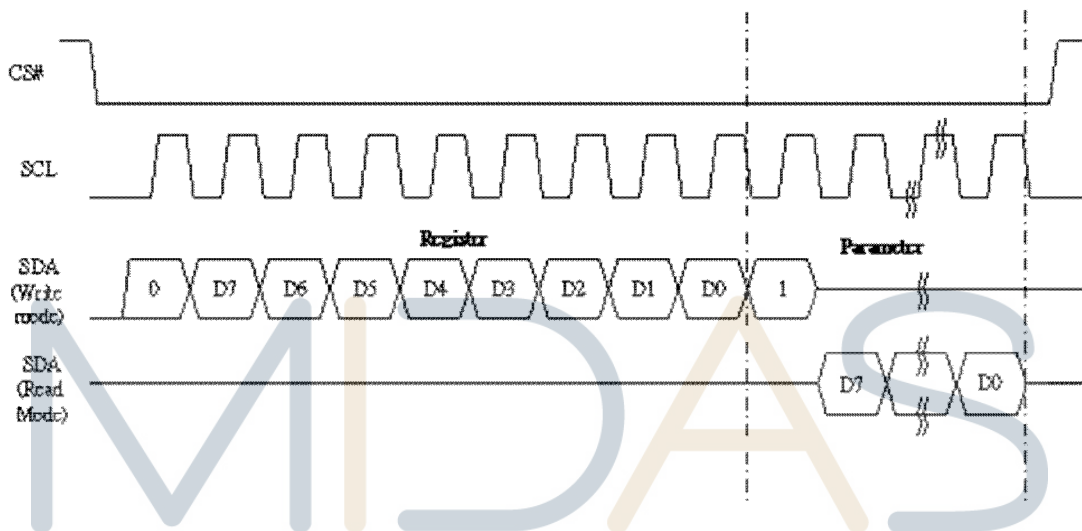 CS#
SCL
Register
Parameter
SDA
(Write
mode)
0 D7 D6 D5 D4 D3 D2 D1 D0 1
SDA
(Read
Mode)
D7 D0
MIDAS